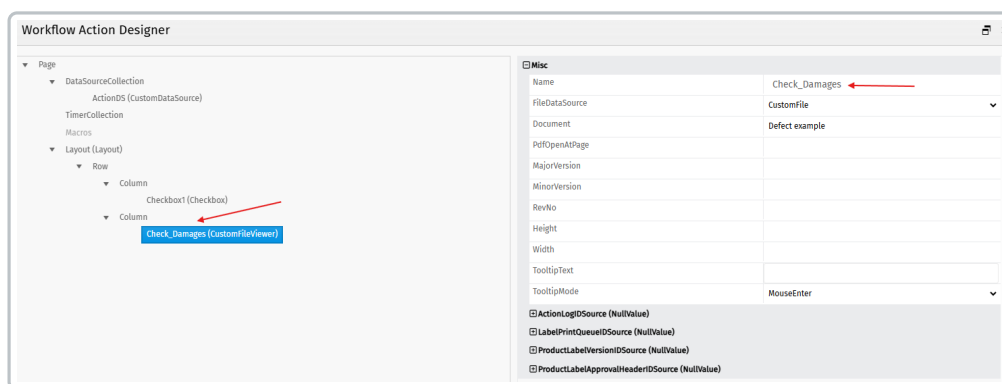 Workflow Action Designer
Page
DataSourceCollection
ActionDS (CustomDataSource)
TimerCollection
Macros
Layout (Layout)
Row
Column
Checkbox1 (Checkbox)
Column
Check_Damages (CustomFileViewer)
Misc
Name Check_Damages
FileDataSource CustomFile
Document Defect example
PdfOpenAtPage
MajorVersion
MinorVersion
RevNo
Height
Width
TooltipText
TooltipMode MouseEnter
ActionLogIDSource (NullValue)
LabelPrintQueueIDSource (NullValue)
ProductLabelVersionIDSource (NullValue)
ProductLabelApprovalHeaderIDSource (NullValue)